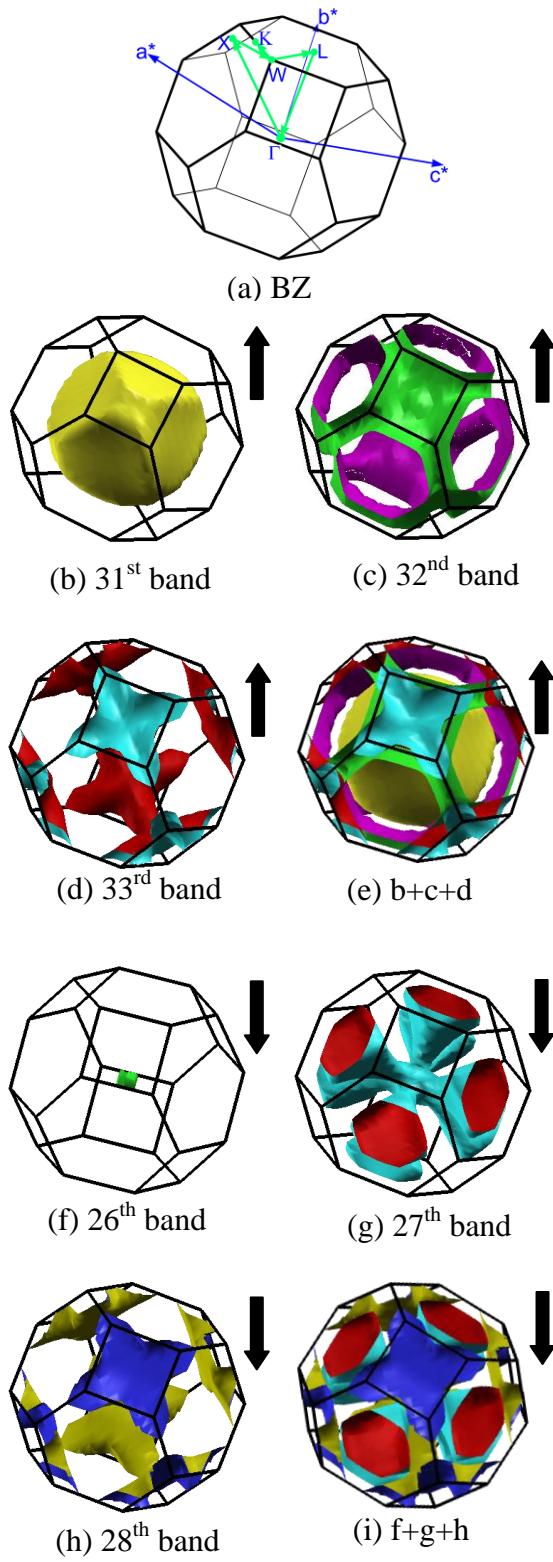 b*
X K L
a* W
Γ
c*
(a) BZ
(b) 31st band (c) 32nd band
(d) 33rd band (e) b+c+d
(f) 26th band (g) 27th band
(h) 28th band (i) f+g+h